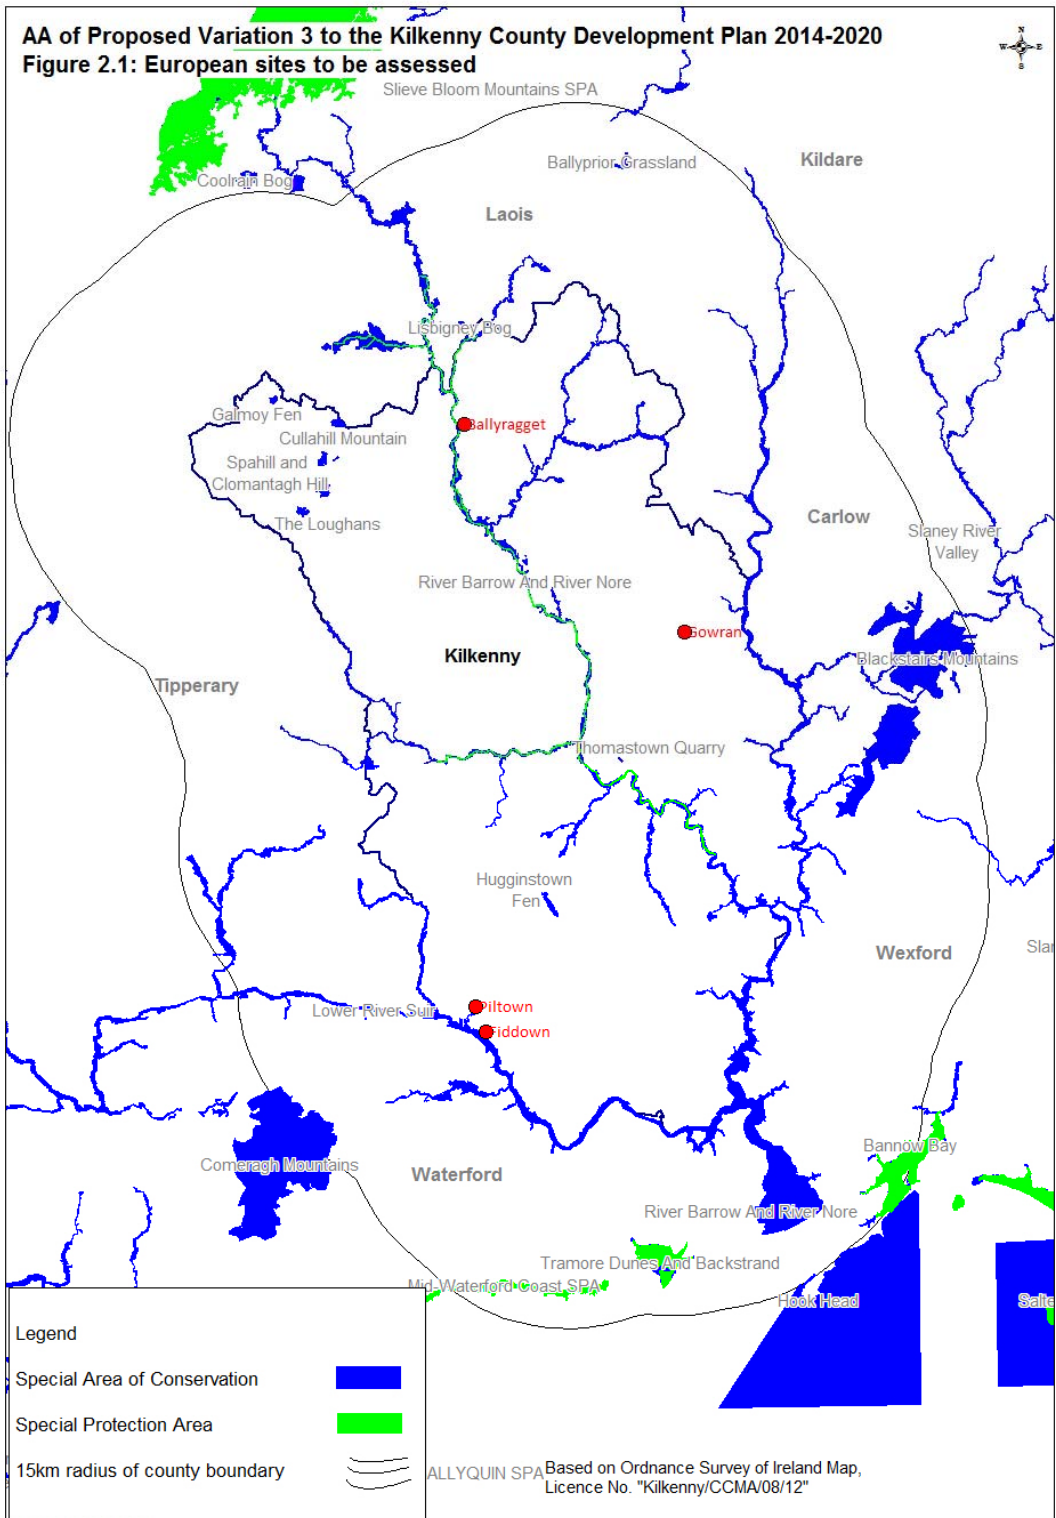 AA of Proposed Variation 3 to the Kilkenny County Development Plan 2014-2020
Figure 2.1: European sites to be assessed
N
W E
S
Slieve Bloom Mountains SPA
Ballyprior Grassland
Kildare
Coolrain Bog
Laois
Lisbigney Bog
Galmoy Fen
Ballyragget
Cullahill Mountain
Spahill and
Clomantagh Hill
The Loughans
Carlow
Slaney River
Valley
River Barrow And River Nore
Gowran
Kilkenny
Blackstairs Mountains
Tipperary
Thomastown Quarry
Hugginstown
Fen
Wexford
Slan
Piltown
Lower River Suir
Fiddown
Bannow Bay
Comeragh Mountains
Waterford
River Barrow And River Nore
Tramore Dunes And Backstrand
Mid-Waterford Coast SPA
Hook Head
Salte
Legend
Special Area of Conservation
Special Protection Area
15km radius of county boundary
ALLYQUIN SPA
Based on Ordnance Survey of Ireland Map,
Licence No. "Kilkenny/CCMA/08/12"